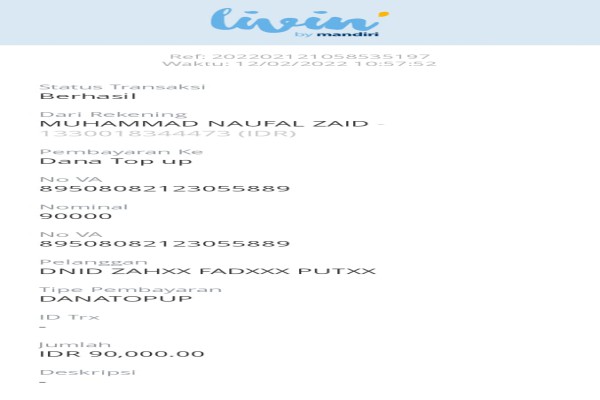 livin'
by mandiri
Ref: 202202121058535197
Waktu: 12/02/2022 10:57:52
Status Transaksi
Berhasil
Dari Rekening
MUHAMMAD NAUFAL ZAID -
1330018344473 (IDR)
Pembayaran Ke
Dana Top up
No VA
89508082123055889
Nominal
90000
No VA
89508082123055889
Pelanggan
DNID ZAHXX FADXXX PUTXX
Tipe Pembayaran
DANATOPUP
ID Trx
-
Jumlah
IDR 90,000.00
Deskripsi
-